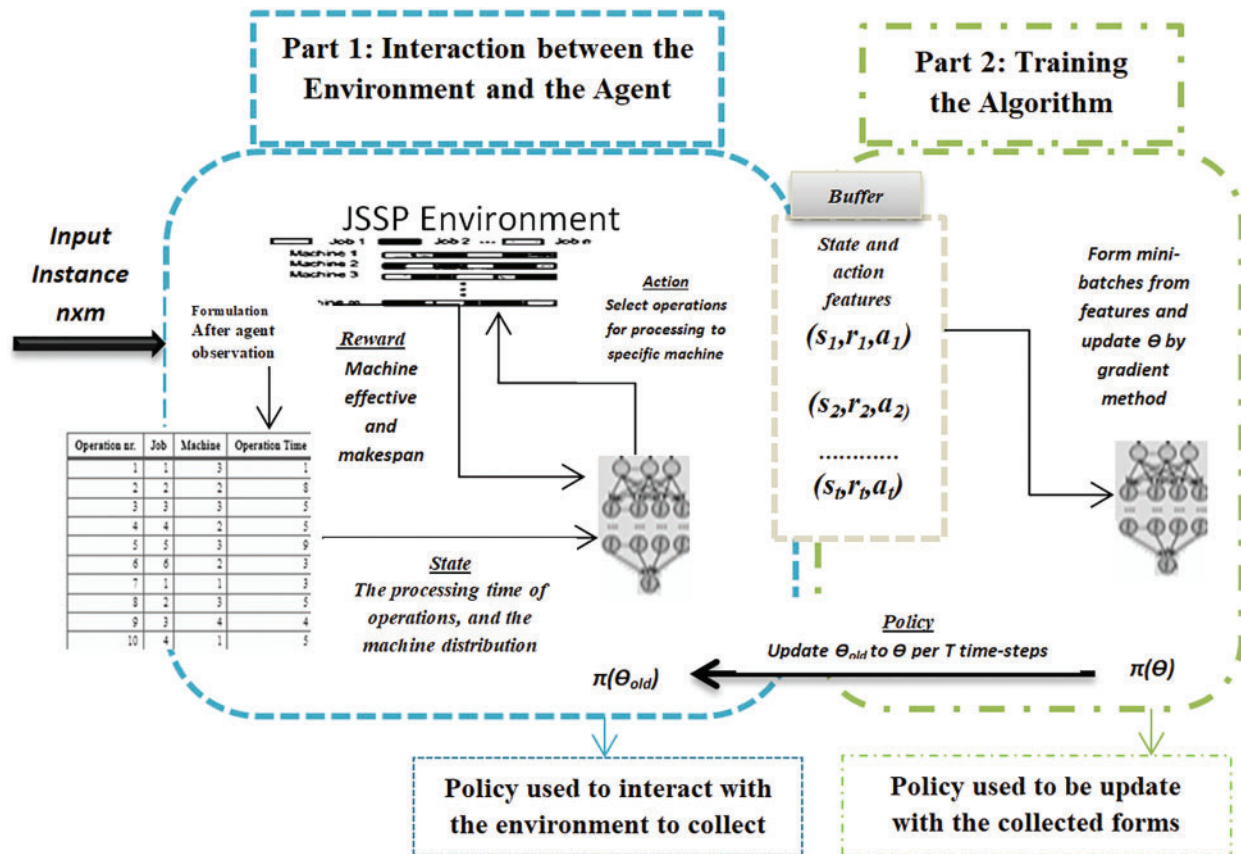 Part 1: Interaction between the
Environment and the Agent
Part 2: Training
the Algorithm
Input
Instance
nxm
JSSP Environment
Job 1 Job 2 ... Job n
Machine 1
Machine 2
Machine 3
Formulation
After agent
observation
Reward
Machine
effective
and
makespan
Action
Select operations
for processing to
specific machine
Operation nr. Job Machine Operation Time
1 1 3 1
2 2 2 8
3 3 3 5
4 4 2 5
5 5 3 9
6 6 2 3
7 1 1 3
8 2 3 5
9 3 4 4
10 4 1 5
State
The processing time of
operations, and the
machine distribution
Buffer
State and
action
features
(s₁,r₁,a₁)
(s₂,r₂,a₂)
............
(sₜ,rₜ,aₜ)
Form mini-
batches from
features and
update Θ by
gradient
method
Policy
Update Θold to Θ per T time-steps
π(Θold)
π(Θ)
Policy used to interact with
the environment to collect
Policy used to be update
with the collected forms